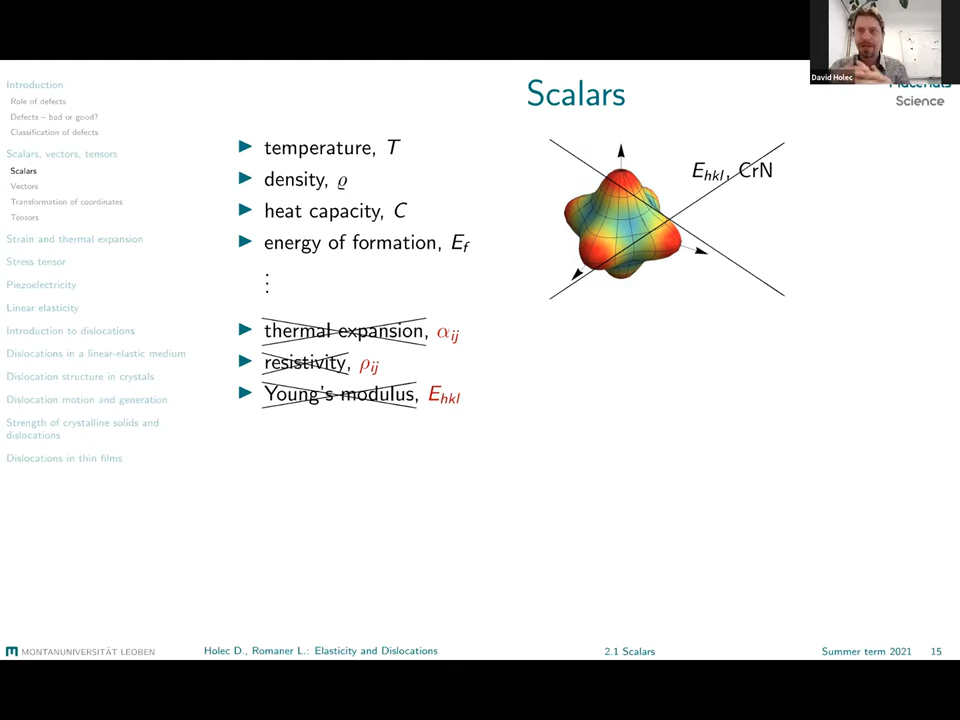 David Holec
Materials
Science
Introduction
Role of defects
Defects – bad or good?
Classification of defects
Scalars, vectors, tensors
Scalars
Vectors
Transformation of coordinates
Tensors
Strain and thermal expansion
Stress tensor
Piezoelectricity
Linear elasticity
Introduction to dislocations
Dislocations in a linear-elastic medium
Dislocation structure in crystals
Dislocation motion and generation
Strength of crystalline solids and
dislocations
Dislocations in thin films
Scalars
temperature, T
density, ϱ
heat capacity, C
energy of formation, E_f
⋮
thermal expansion, α_ij
resistivity, ρ_ij
Young's modulus, E_hkl
E_hkl, CrN
MONTANUNIVERSITÄT LEOBEN
Holec D., Romaner L.: Elasticity and Dislocations
2.1 Scalars
Summer term 2021 15